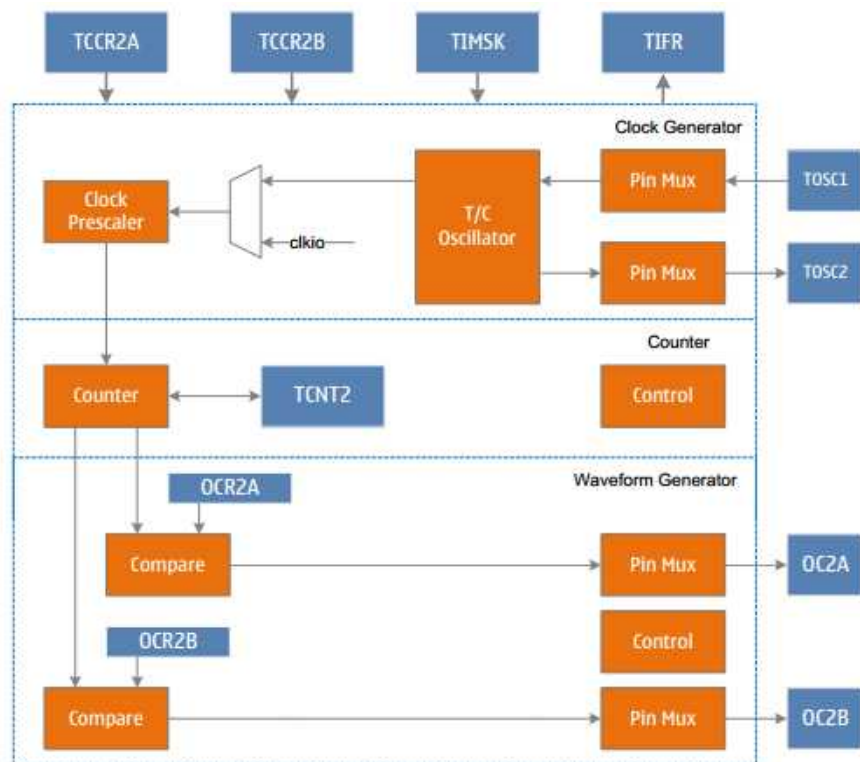 TCCR2A
TCCR2B
TIMSK
TIFR
Clock Generator
Pin Mux
TOSC1
Clock
Prescaler
T/C
Oscillator
clkio
Pin Mux
TOSC2
Counter
Counter
TCNT2
Control
Waveform Generator
OCR2A
Compare
Pin Mux
OC2A
OCR2B
Control
Compare
Pin Mux
OC2B